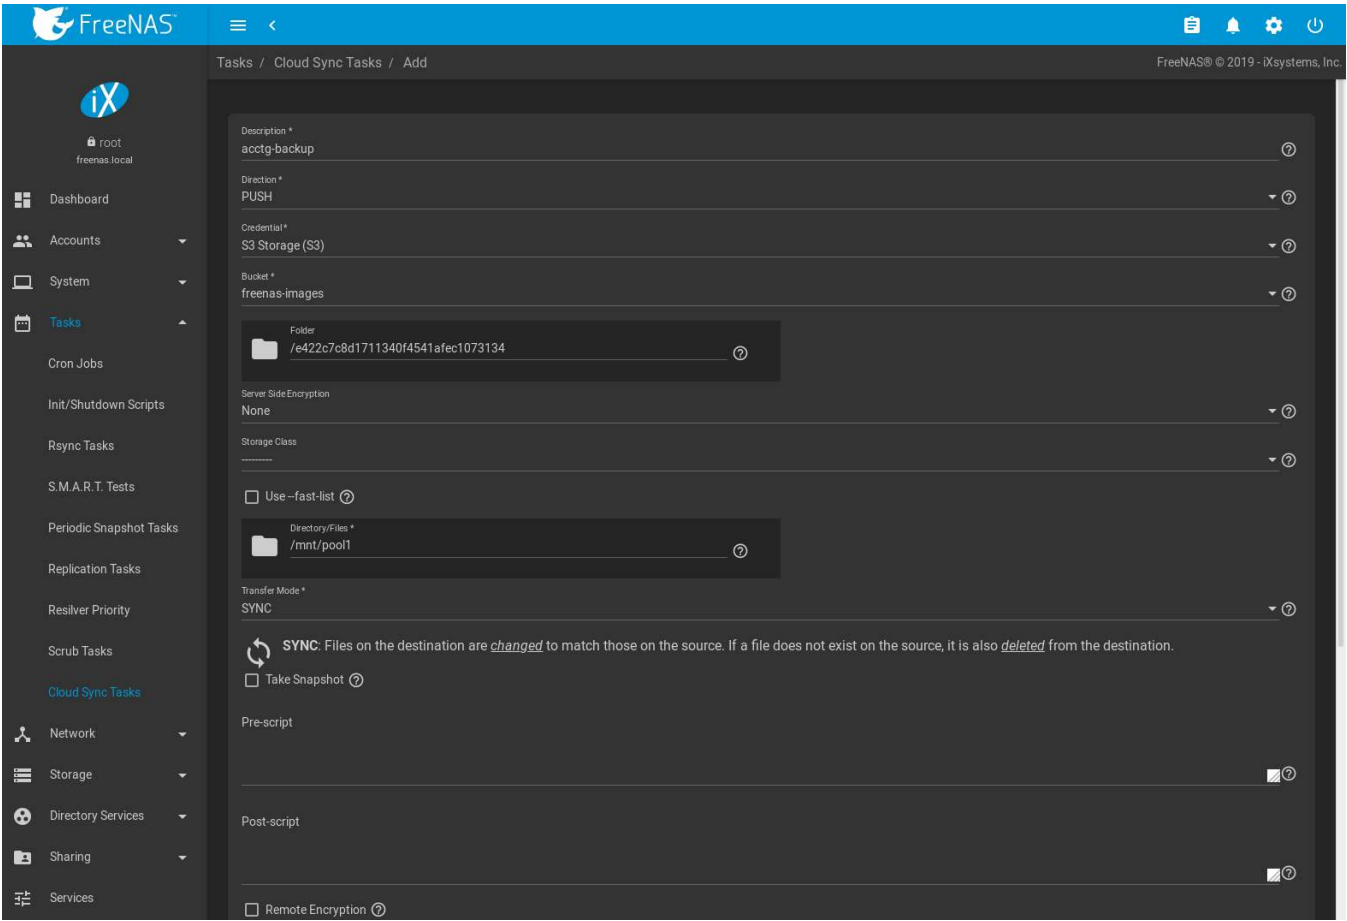 FreeNAS™
Tasks / Cloud Sync Tasks / Add
FreeNAS® © 2019 - iXsystems, Inc.
iX
root
freenas.local
Dashboard
Accounts
System
Tasks
Cron Jobs
Init/Shutdown Scripts
Rsync Tasks
S.M.A.R.T. Tests
Periodic Snapshot Tasks
Replication Tasks
Resilver Priority
Scrub Tasks
Cloud Sync Tasks
Network
Storage
Directory Services
Sharing
Services
Description *
acctg-backup
Direction *
PUSH
Credential *
S3 Storage (S3)
Bucket *
freenas-images
Folder
/e422c7c8d1711340f4541afec1073134
Server Side Encryption
None
Storage Class
---------
Use --fast-list
Directory/Files *
/mnt/pool1
Transfer Mode *
SYNC
SYNC: Files on the destination are changed to match those on the source. If a file does not exist on the source, it is also deleted from the destination.
Take Snapshot
Pre-script
Post-script
Remote Encryption